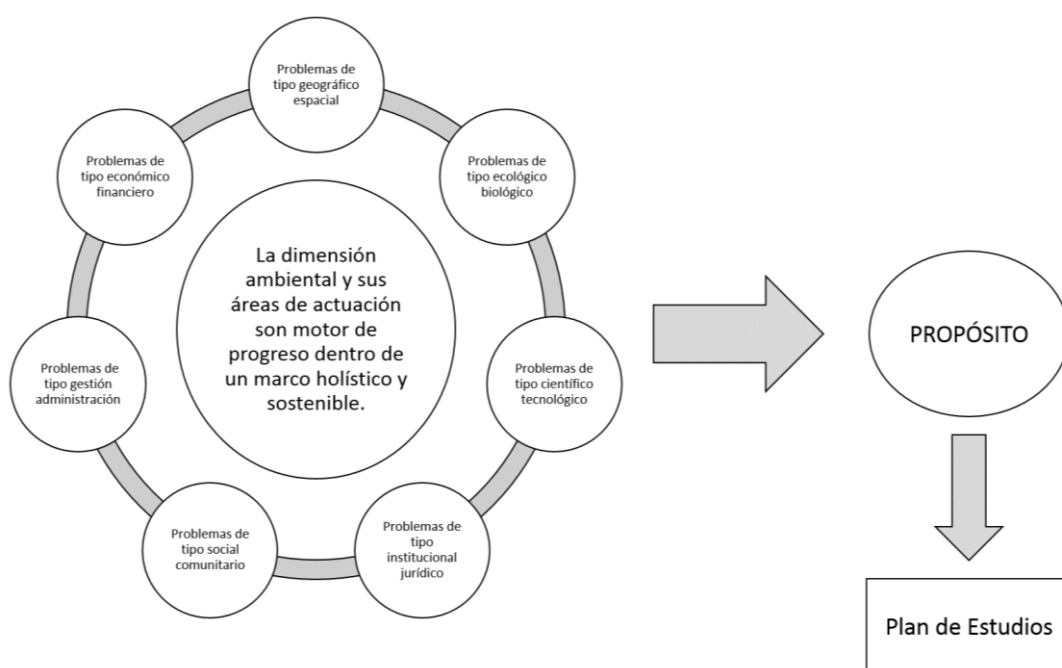 Problemas de
tipo geográfico
espacial
Problemas de
tipo ecológico
biológico
Problemas de
tipo científico
tecnológico
Problemas de
tipo
institucional
jurídico
Problemas de
tipo social
comunitario
Problemas de
tipo gestión
administración
Problemas de
tipo económico
financiero
La dimensión
ambiental y sus
áreas de actuación
son motor de
progreso dentro de
un marco holístico y
sostenible.
PROPÓSITO
Plan de Estudios